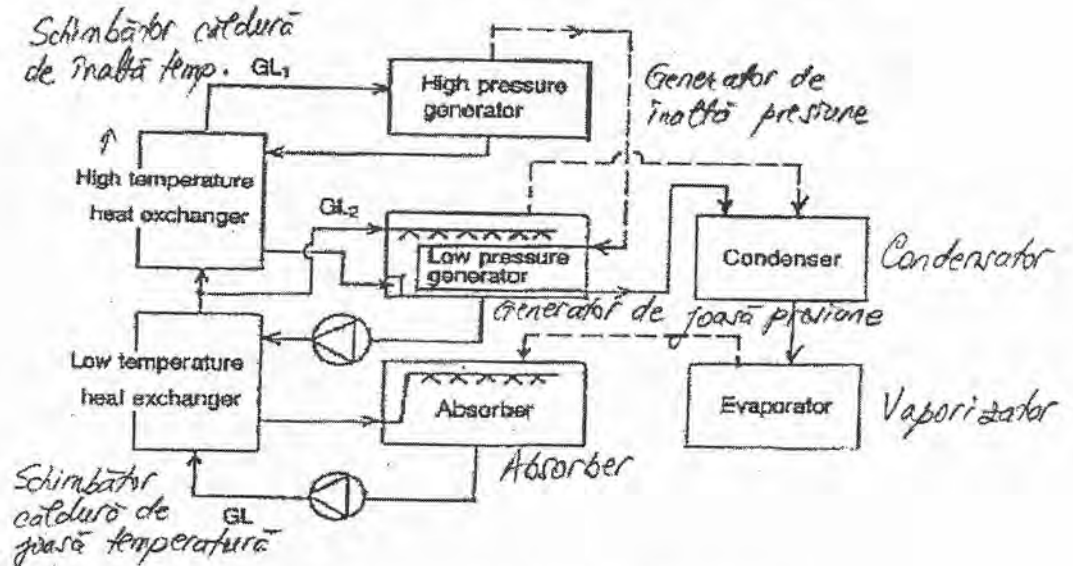 Schimbător căldură
de înaltă temp.
GL₁
High pressure
generator
Generator de
înaltă presiune
High temperature
heat exchanger
GL₂
Low pressure
generator
Condenser
Condensator
Generator de joasă presiune
Low temperature
heat exchanger
Absorber
Evaporator
Vaporizator
Absorber
Schimbător
căldură de
joasă temperatură
GL